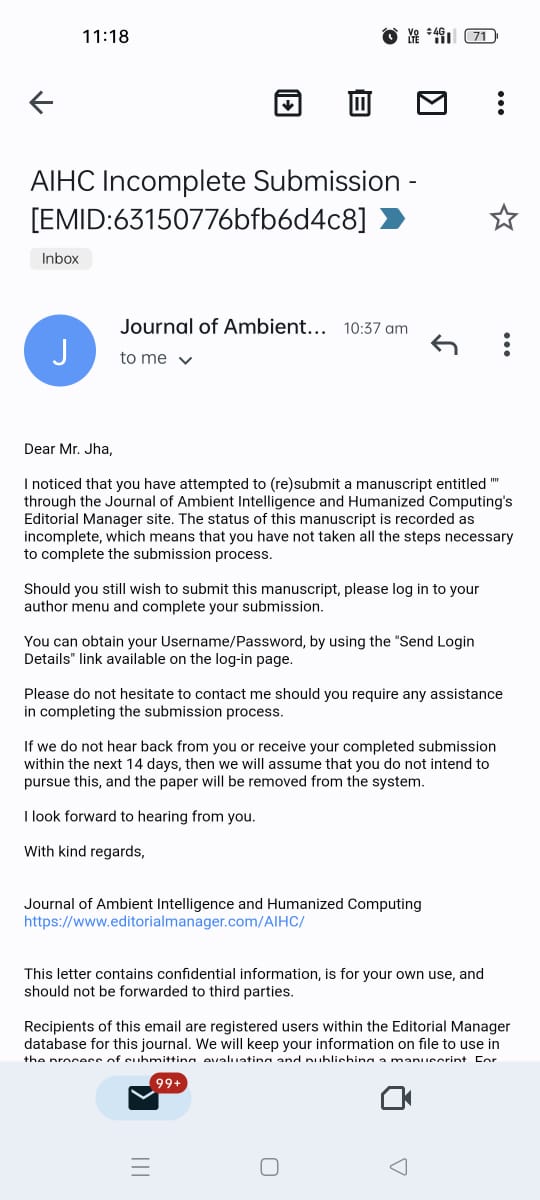 11:18
Vo LTE 4G 71
AIHC Incomplete Submission -
[EMID:63150776bfb6d4c8]
Inbox
J
Journal of Ambient... 10:37 am
to me
Dear Mr. Jha,
I noticed that you have attempted to (re)submit a manuscript entitled ""
through the Journal of Ambient Intelligence and Humanized Computing's
Editorial Manager site. The status of this manuscript is recorded as
incomplete, which means that you have not taken all the steps necessary
to complete the submission process.
Should you still wish to submit this manuscript, please log in to your
author menu and complete your submission.
You can obtain your Username/Password, by using the "Send Login
Details" link available on the log-in page.
Please do not hesitate to contact me should you require any assistance
in completing the submission process.
If we do not hear back from you or receive your completed submission
within the next 14 days, then we will assume that you do not intend to
pursue this, and the paper will be removed from the system.
I look forward to hearing from you.
With kind regards,
Journal of Ambient Intelligence and Humanized Computing
https://www.editorialmanager.com/AIHC/
This letter contains confidential information, is for your own use, and
should not be forwarded to third parties.
Recipients of this email are registered users within the Editorial Manager
database for this journal. We will keep your information on file to use in
the process of submitting, evaluating and publishing a manuscript. For
99+